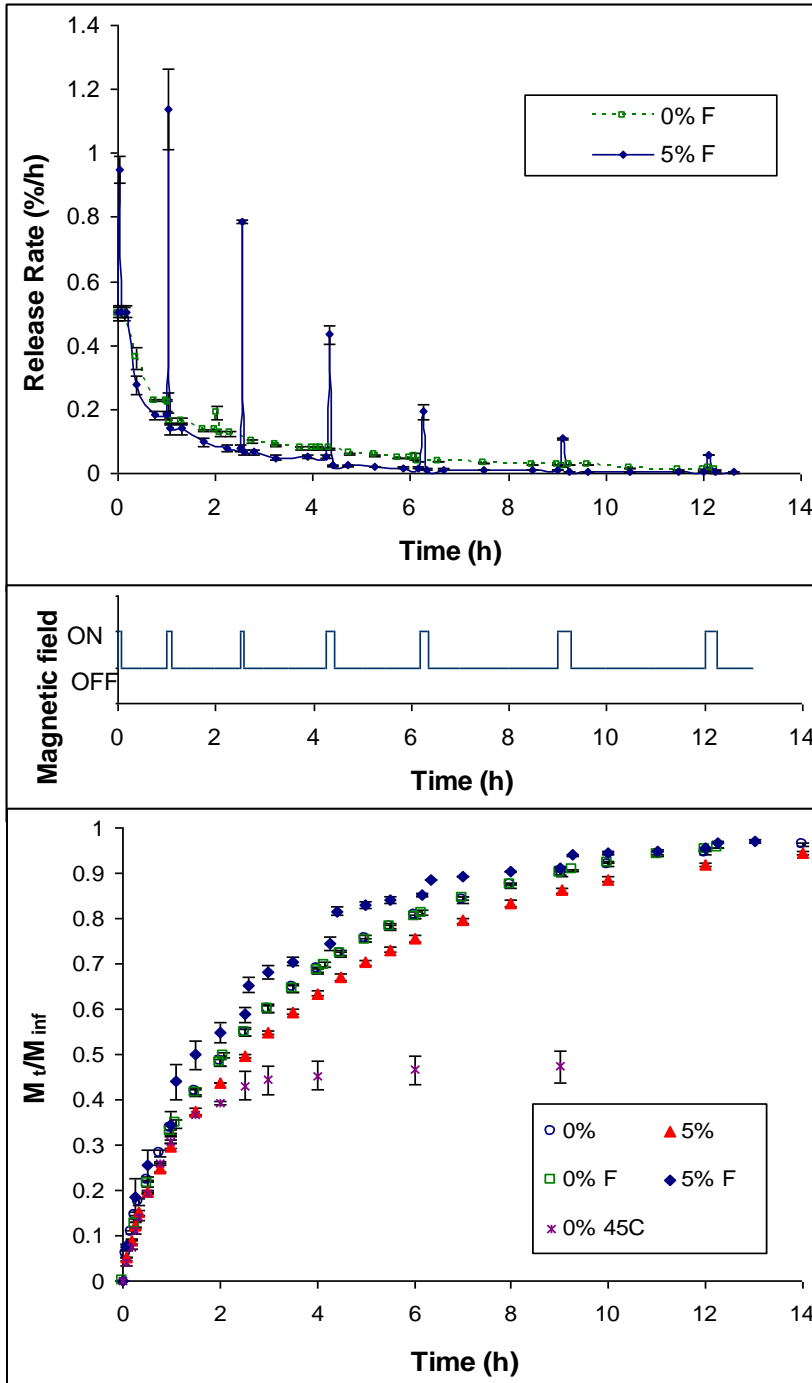 1.4
1.2
1
0.8
0.6
0.4
0.2
0
Release Rate (%/h)
0% F
5% F
0 2 4 6 8 10 12 14
Time (h)
Magnetic field
ON
OFF
0 2 4 6 8 10 12 14
Time (h)
1
0.9
0.8
0.7
0.6
0.5
0.4
0.3
0.2
0.1
0
M t/M inf
0% 5%
0% F 5% F
0% 45C
0 2 4 6 8 10 12 14
Time (h)